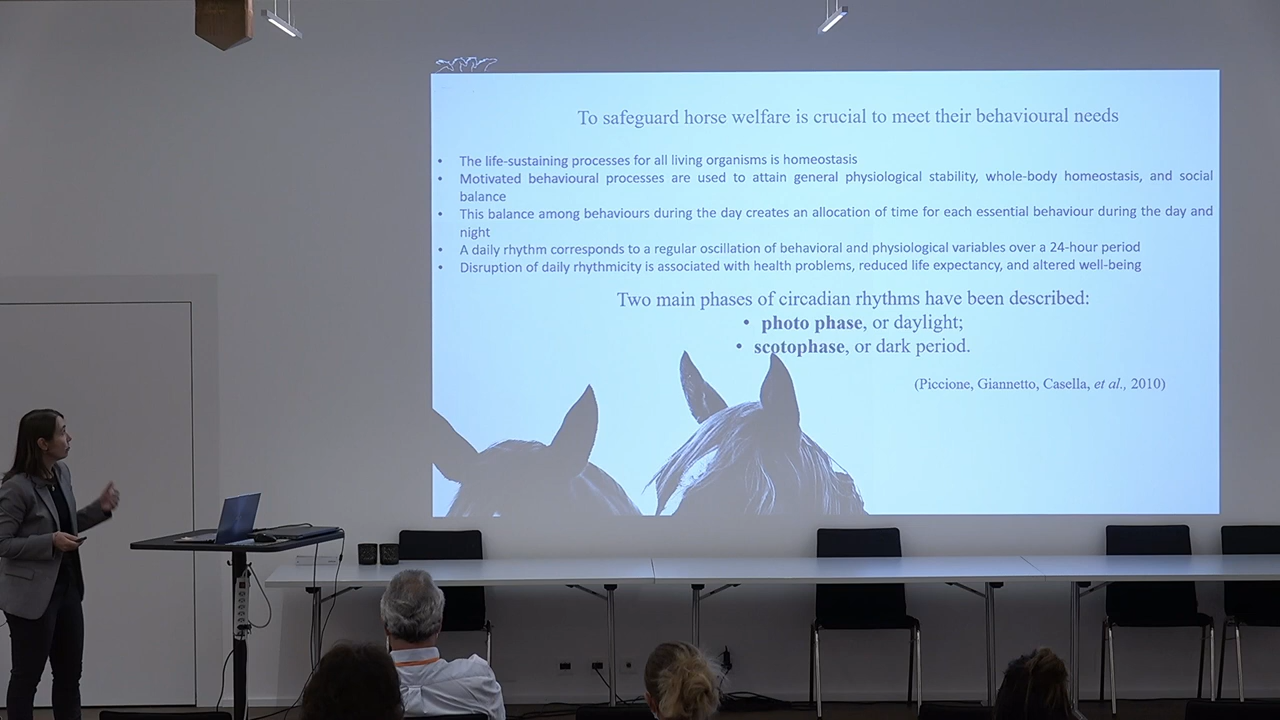 To safeguard horse welfare is crucial to meet their behavioural needs
• The life-sustaining processes for all living organisms is homeostasis
• Motivated behavioural processes are used to attain general physiological stability, whole-body homeostasis, and social
balance
• This balance among behaviours during the day creates an allocation of time for each essential behaviour during the day and
night
• A daily rhythm corresponds to a regular oscillation of behavioral and physiological variables over a 24-hour period
• Disruption of daily rhythmicity is associated with health problems, reduced life expectancy, and altered well-being
Two main phases of circadian rhythms have been described:
• photo phase, or daylight;
• scotophase, or dark period.
(Piccione, Giannetto, Casella, et al., 2010)